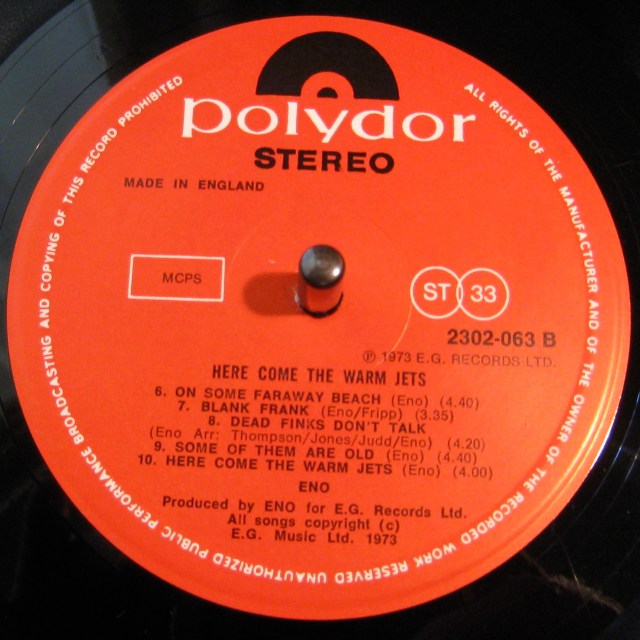 polydor
STEREO
MADE IN ENGLAND
MCPS
ST 33
2302-063 B
℗ 1973 E.G. RECORDS LTD.
HERE COME THE WARM JETS
6. ON SOME FARAWAY BEACH (Eno) (4.40)
7. BLANK FRANK (Eno/Fripp) (3.35)
8. DEAD FINKS DON'T TALK
(Eno Arr: Thompson/Jones/Judd/Eno) (4.20)
9. SOME OF THEM ARE OLD (Eno) (4.40)
10. HERE COME THE WARM JETS (Eno) (4.00)
ENO
Produced by ENO for E.G. Records Ltd.
All songs copyright (c)
E.G. Music Ltd. 1973
ALL RIGHTS OF THE MANUFACTURER AND OF THE OWNER OF THE RECORDED WORK RESERVED UNAUTHORIZED PUBLIC PERFORMANCE BROADCASTING AND COPYING OF THIS RECORD PROHIBITED